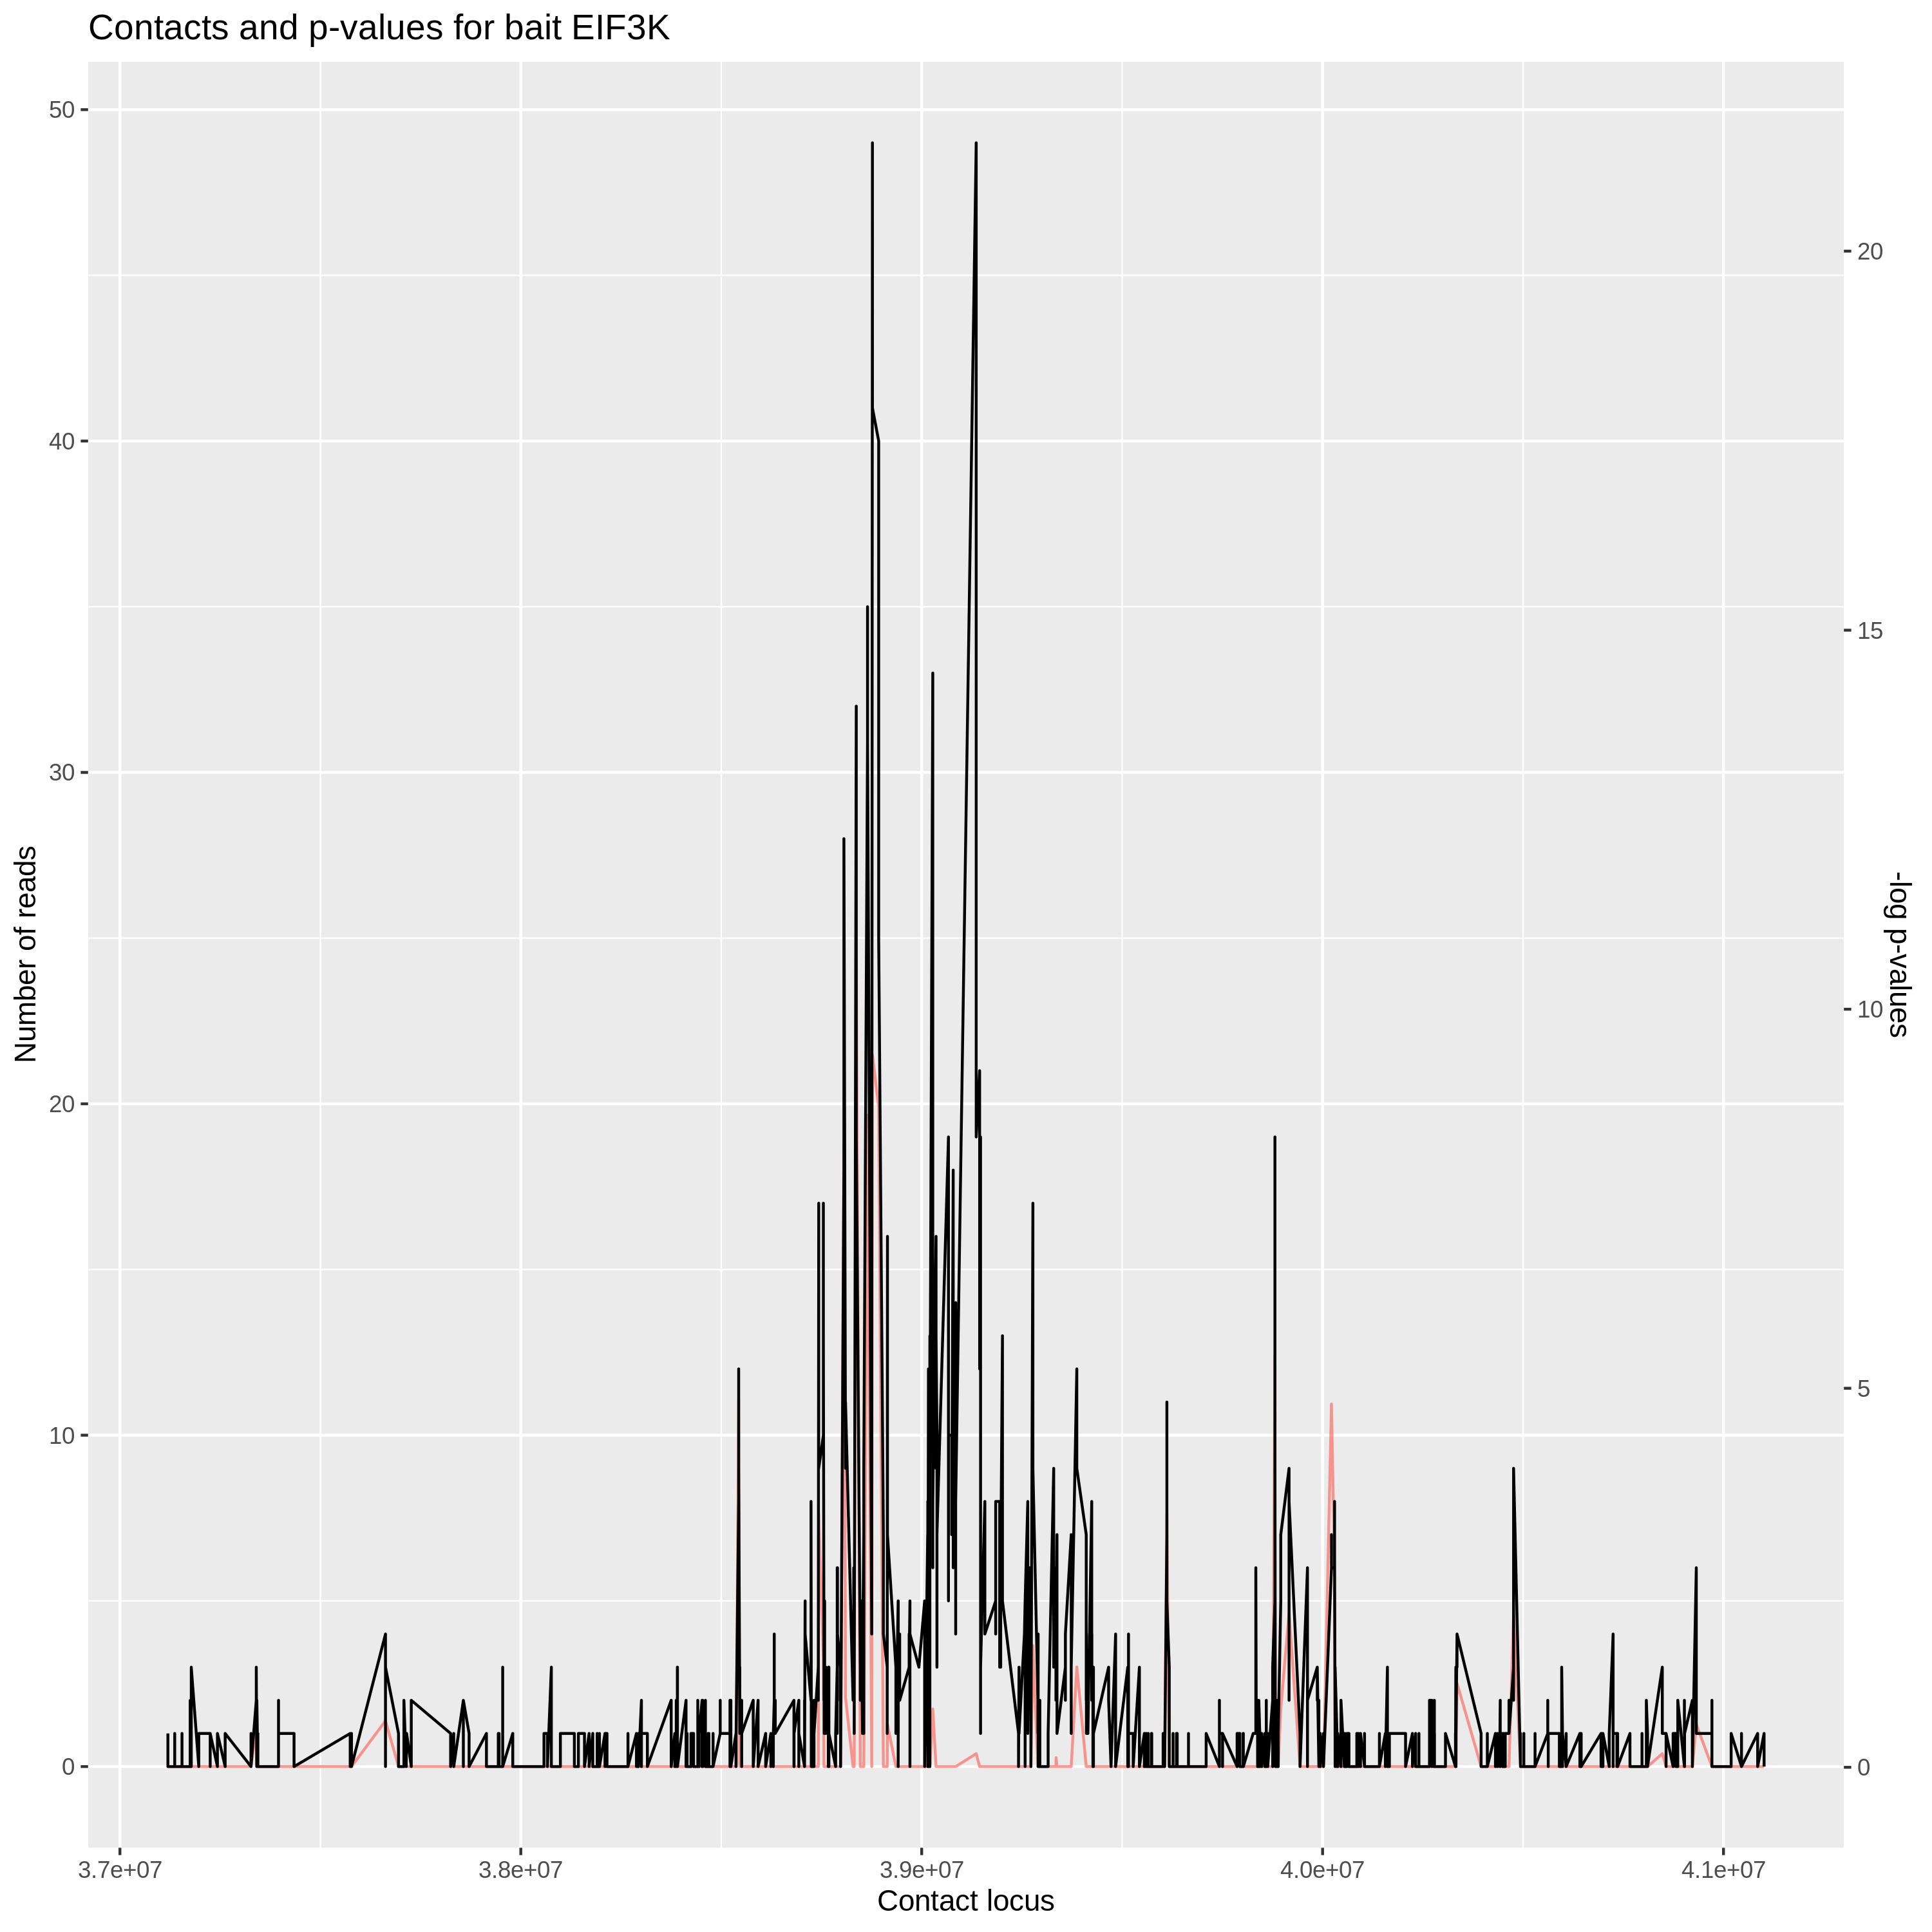 Contacts and p-values for bait EIF3K
Number of reads
50
40
30
20
10
0
20
15
10
5
0
-log p-values
3.7e+07 3.8e+07 3.9e+07 4.0e+07 4.1e+07
Contact locus